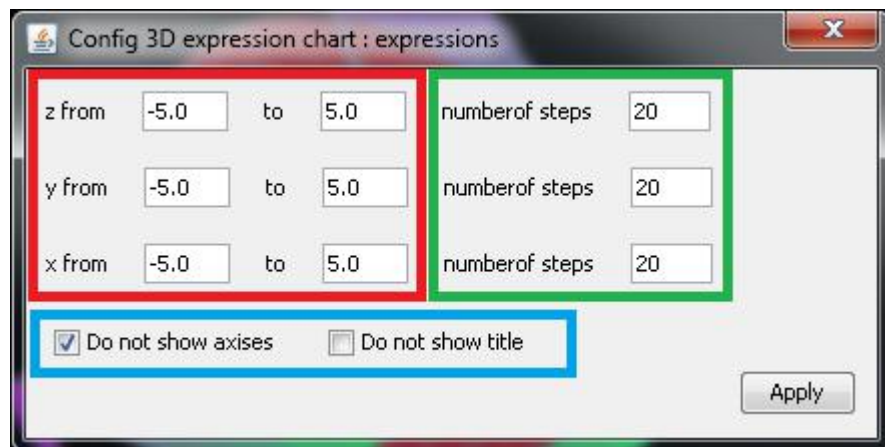 Config 3D expression chart : expressions
z from -5.0 to 5.0 numberof steps 20
y from -5.0 to 5.0 numberof steps 20
x from -5.0 to 5.0 numberof steps 20
Do not show axises Do not show title
Apply